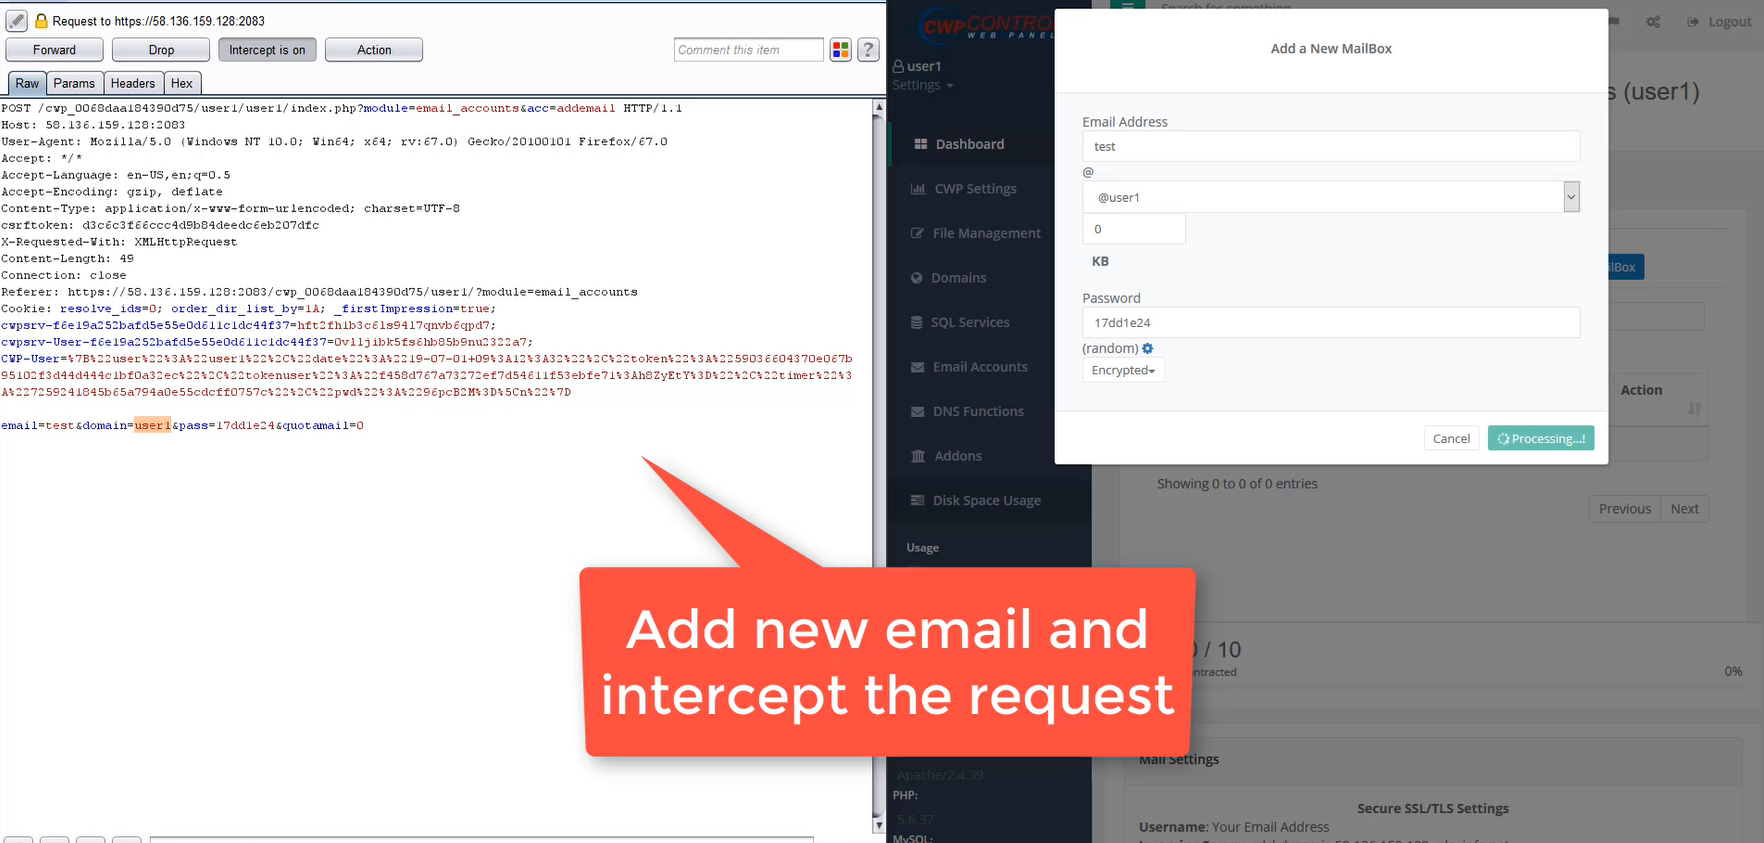 Request to https://58.136.159.128:2083
Forward
Drop
Intercept is on
Action
Comment this item
?
Raw
Params
Headers
Hex
POST /cwp_0068daa184390d75/user1/user1/index.php?module=email_accounts&acc=addemail HTTP/1.1
Host: 58.136.159.128:2083
User-Agent: Mozilla/5.0 (Windows NT 10.0; Win64; x64; rv:67.0) Gecko/20100101 Firefox/67.0
Accept: */*
Accept-Language: en-US,en;q=0.5
Accept-Encoding: gzip, deflate
Content-Type: application/x-www-form-urlencoded; charset=UTF-8
csrftoken: d3c6c3f66ccc4d9b84deedc6eb207dfc
X-Requested-With: XMLHttpRequest
Content-Length: 49
Connection: close
Referer: https://58.136.159.128:2083/cwp_0068daa184390d75/user1/?module=email_accounts
Cookie: resolve_ids=0; order_dir_list_by=1A; _firstImpression=true;
cwpsrv-f6e19a252bafd5e55e0d611c1dc44f37=hft2fh1b3c61s9417qnvb6qpd7;
cwpsrv-User-f6e19a252bafd5e55e0d611c1dc44f37=0v11jibk5fs6hb85b9nu2322a7;
CWP-User=%7B%22user%22%3A%22user1%22%2C%22date%22%3A%2219-07-01+09%3A12%3A32%22%2C%22token%22%3A%2259036604370e067b
95102f3d44d444c1bf0a32ec%22%2C%22tokenuser%22%3A%22f458d767a73272ef7d54611f53ebfe71%3Ah8ZyEtY%3D%22%2C%22timer%22%3
A%227259241845b65a794a0e55cdcff0757c%22%2C%22pwd%22%3A%2296pcB2M%3D%5Cn%22%7D
email=test&domain=user1&pass=17dd1e24&quotamail=0
CWP CONTRO
WEB PANEL
user1
Settings
Dashboard
CWP Settings
File Management
Domains
SQL Services
Email Accounts
DNS Functions
Addons
Disk Space Usage
Usage
Apache/2.4.39
PHP:
5.6.37
MySQL:
Search for something
Logout
s (user1)
Add a New MailBox
Email Address
test
@
@user1
0
KB
Password
17dd1e24
(random)
Encrypted
Cancel
Processing...!
ilBox
Action
Showing 0 to 0 of 0 entries
Previous
Next
/ 10
ontracted
0%
Add new email and
intercept the request
Mail Settings
Secure SSL/TLS Settings
Username: Your Email Address